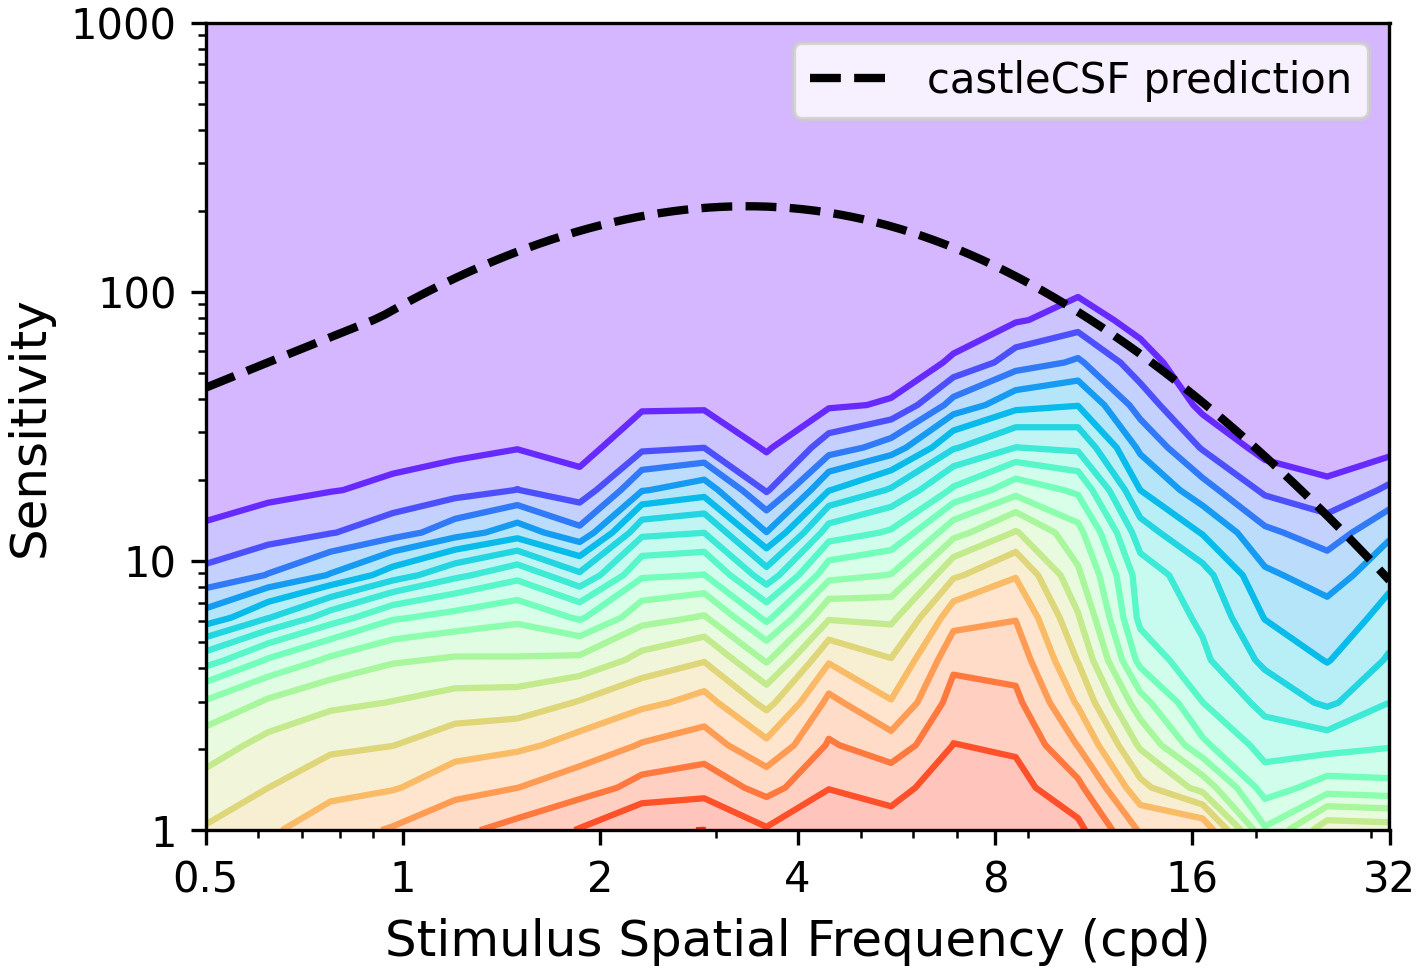 1000
100
10
1
Sensitivity
castleCSF prediction
0.5 1 2 4 8 16 32
Stimulus Spatial Frequency (cpd)